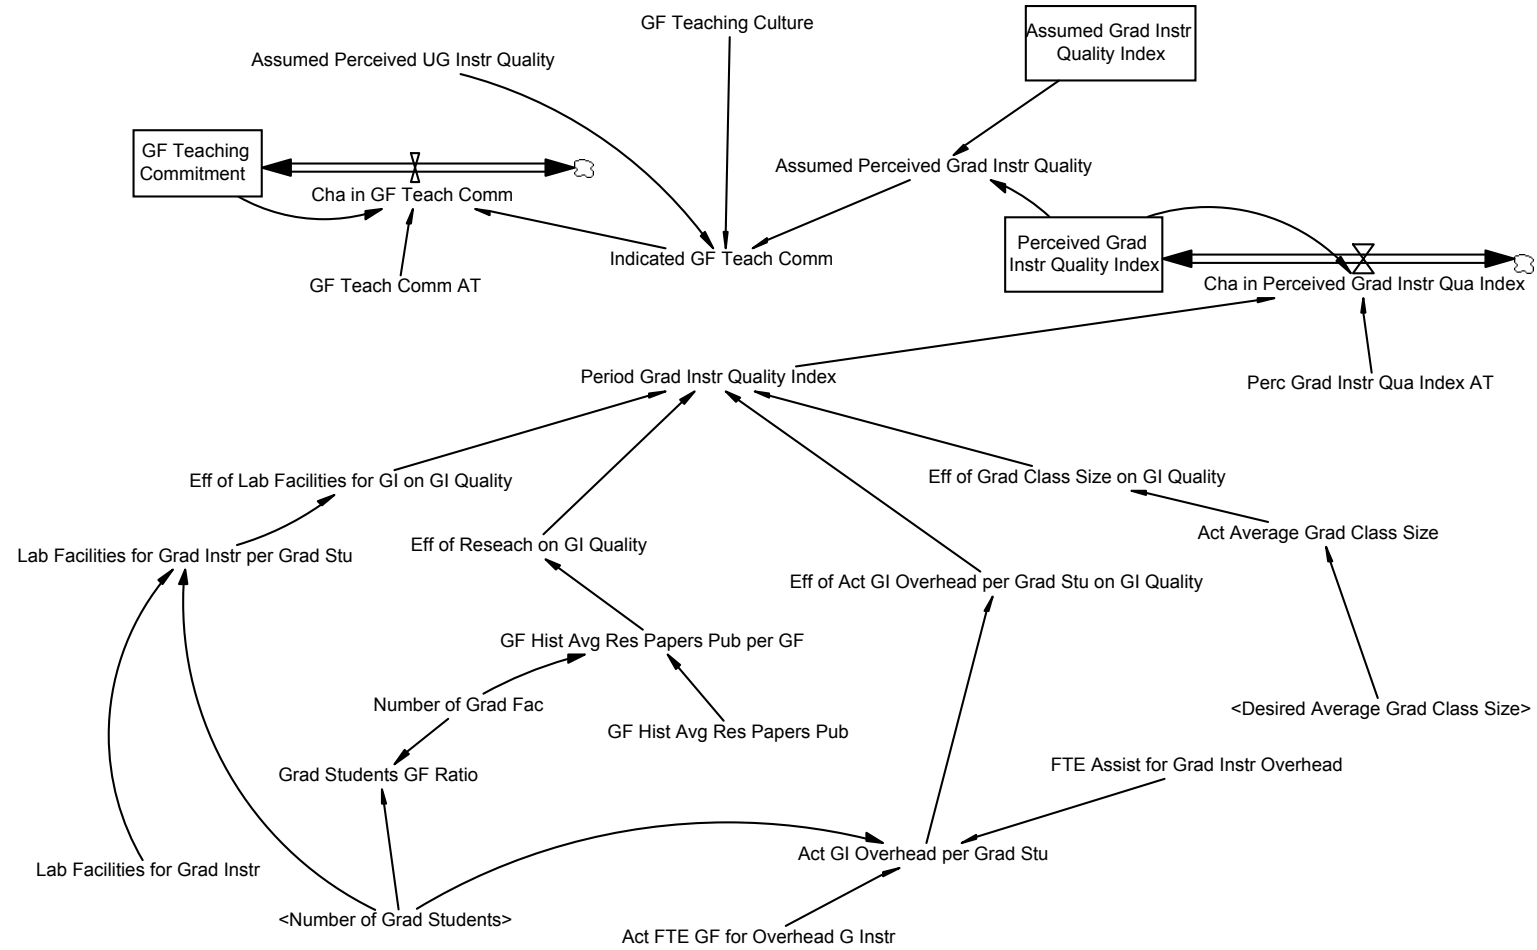 GF Teaching Culture
Assumed Grad Instr
Quality Index
Assumed Perceived UG Instr Quality
GF Teaching
Commitment
Assumed Perceived Grad Instr Quality
Cha in GF Teach Comm
Perceived Grad
Instr Quality Index
Indicated GF Teach Comm
GF Teach Comm AT
Cha in Perceived Grad Instr Qua Index
Period Grad Instr Quality Index
Perc Grad Instr Qua Index AT
Eff of Lab Facilities for GI on GI Quality
Eff of Grad Class Size on GI Quality
Act Average Grad Class Size
Eff of Reseach on GI Quality
Lab Facilities for Grad Instr per Grad Stu
Eff of Act GI Overhead per Grad Stu on GI Quality
GF Hist Avg Res Papers Pub per GF
Number of Grad Fac
<Desired Average Grad Class Size>
GF Hist Avg Res Papers Pub
FTE Assist for Grad Instr Overhead
Grad Students GF Ratio
Act GI Overhead per Grad Stu
Lab Facilities for Grad Instr
<Number of Grad Students>
Act FTE GF for Overhead G Instr